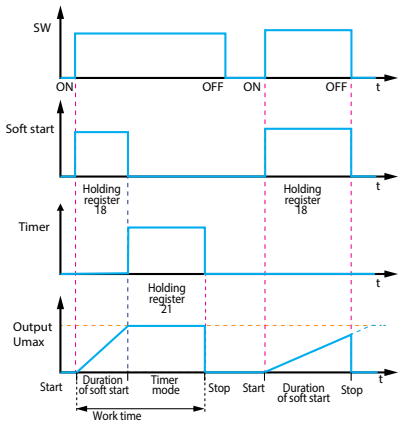 SW
ON
OFF
ON
OFF
t
Soft start
Holding
register
18
Holding
register
18
t
Timer
Holding
register
21
t
Output
Umax
t
Start
Duration
of soft start
Timer
mode
Stop
Start
Duration
of soft start
Stop
Work time